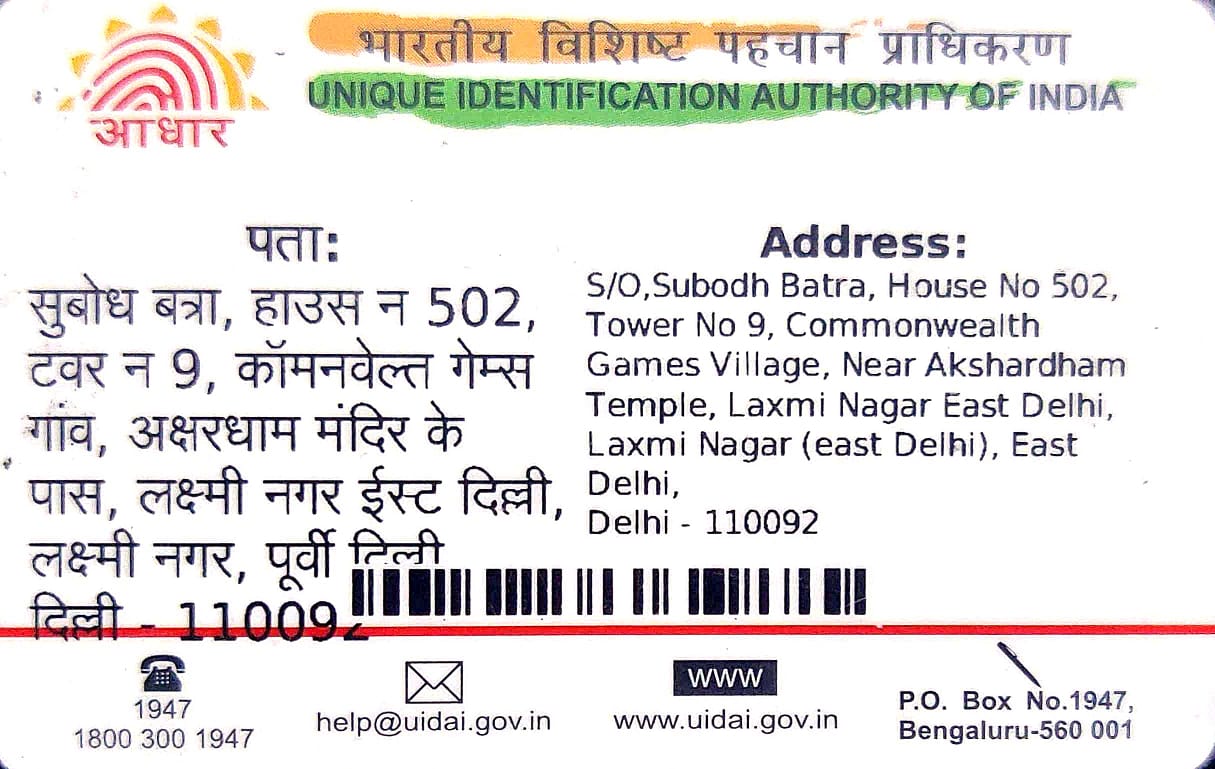 भारतीय विशिष्ट पहचान प्राधिकरण
UNIQUE IDENTIFICATION AUTHORITY OF INDIA
आधार
पता:
सुबोध बत्रा, हाउस न 502,
टवर न 9, कॉमनवेल्त गेम्स
गांव, अक्षरधाम मंदिर के
पास, लक्ष्मी नगर ईस्ट दिल्ली,
लक्ष्मी नगर, पूर्वी दिल्ली
दिल्ली - 110092
Address:
S/O,Subodh Batra, House No 502,
Tower No 9, Commonwealth
Games Village, Near Akshardham
Temple, Laxmi Nagar East Delhi,
Laxmi Nagar (east Delhi), East
Delhi,
Delhi - 110092
1947
1800 300 1947
help@uidai.gov.in
WWW
www.uidai.gov.in
P.O. Box No.1947,
Bengaluru-560 001